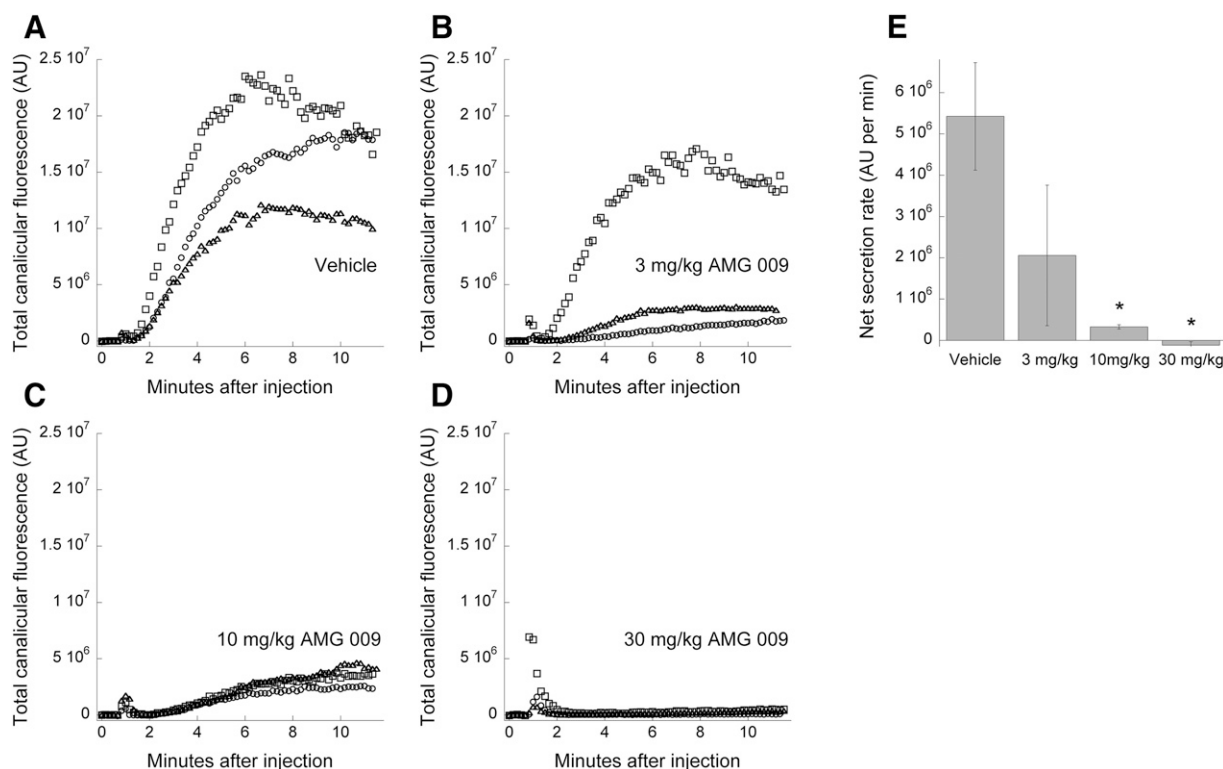 A
Total canalicular fluorescence (AU)
2.5 10⁷
2 10⁷
1.5 10⁷
1 10⁷
5 10⁶
0
Vehicle
0 2 4 6 8 10
Minutes after injection
B
Total canalicular fluorescence (AU)
2.5 10⁷
2 10⁷
1.5 10⁷
1 10⁷
5 10⁶
0
3 mg/kg AMG 009
0 2 4 6 8 10
Minutes after injection
E
Net secretion rate (AU per min)
6 10⁶
5 10⁶
4 10⁶
3 10⁶
2 10⁶
1 10⁶
0
* *
Vehicle 3 mg/kg 10mg/kg 30 mg/kg
C
Total canalicular fluorescence (AU)
2.5 10⁷
2 10⁷
1.5 10⁷
1 10⁷
5 10⁶
0
10 mg/kg AMG 009
0 2 4 6 8 10
Minutes after injection
D
Total canalicular fluorescence (AU)
2.5 10⁷
2 10⁷
1.5 10⁷
1 10⁷
5 10⁶
0
30 mg/kg AMG 009
0 2 4 6 8 10
Minutes after injection